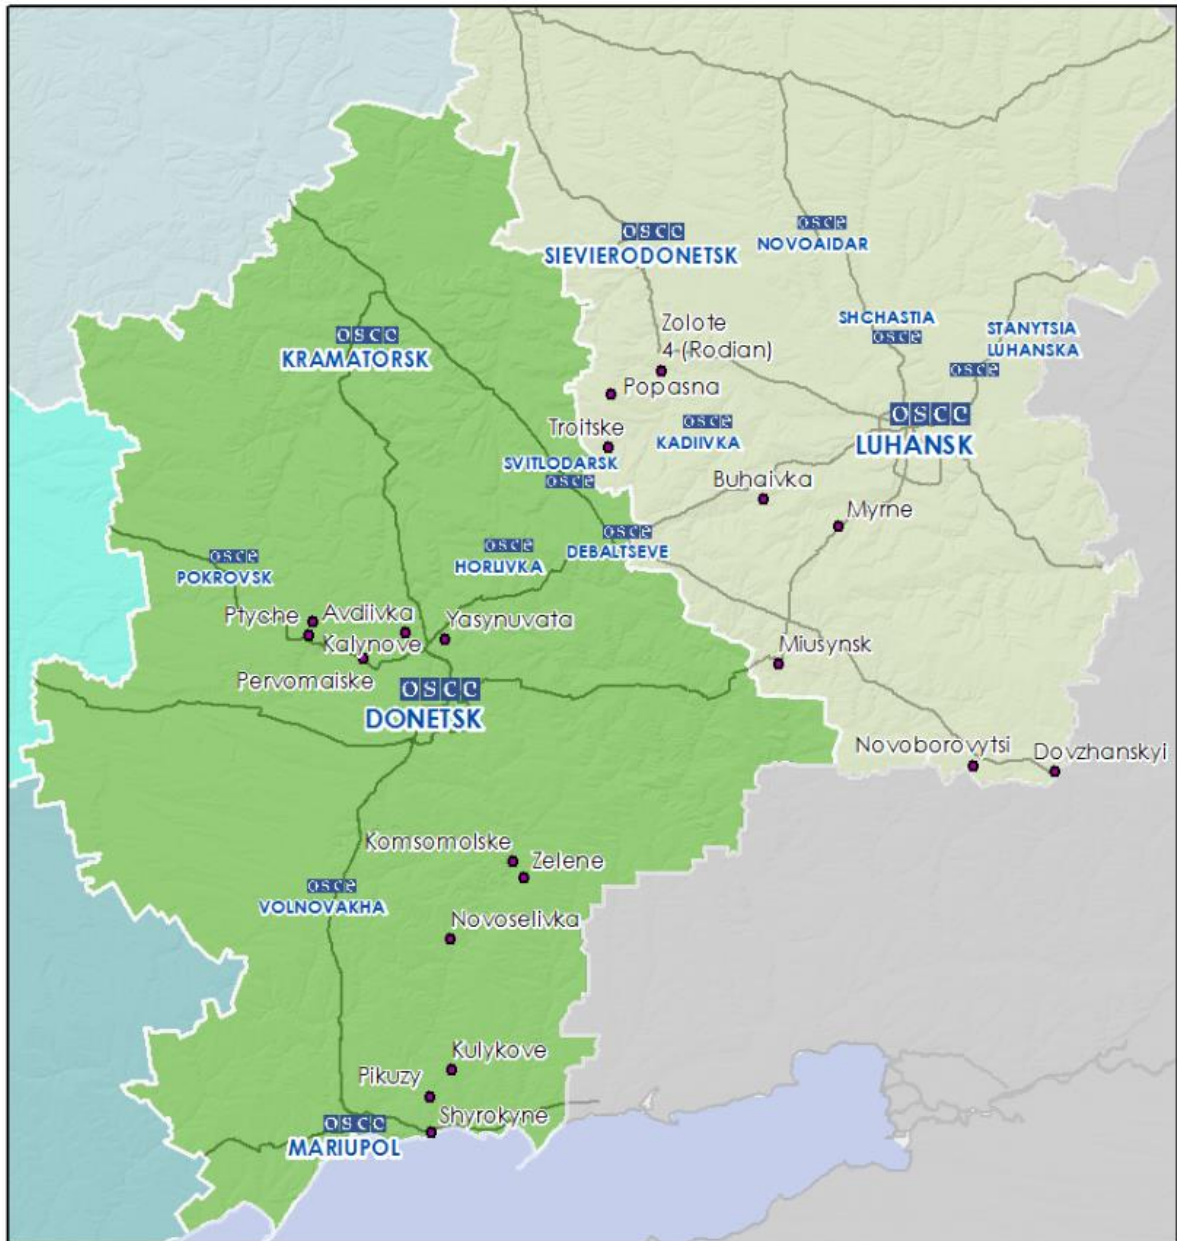 osce
SIEVIERODONETSK
osce
NOVOAIDAR
SHCHASTIA
osce
STANYTSIA
LUHANSKA
osce
osce
KRAMATORSK
Zolote
4 (Rodian)
Popasna
osce
LUHANSK
osce
KADIIVKA
Troitske
SVITLODARSK
osce
Buhaivka
Myrne
osce
DEBALTSEVE
osce
HORLIVKA
osce
POKROVSK
Ptyche
Avdiivka
Kalynove
Yasynuvata
Pervomaiske
Miusynsk
osce
DONETSK
Novoborovytsi
Dovzhanskyi
Komsomolske
Zelene
osce
VOLNOVAKHA
Novoselivka
Kulykove
Pikuzy
Shyrokyne
osce
MARIUPOL